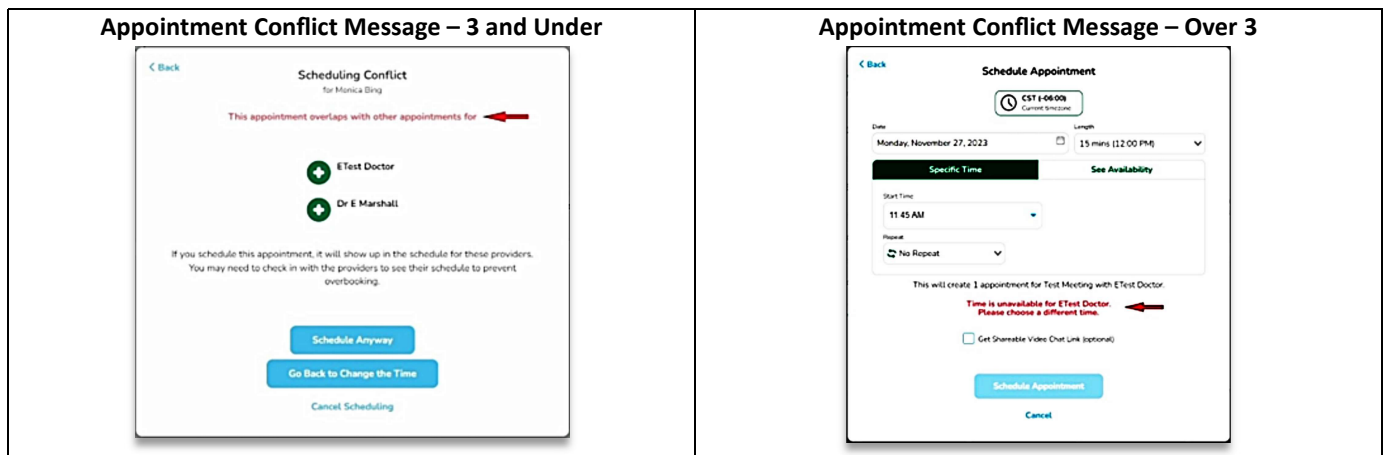 Appointment Conflict Message – 3 and Under
< Back
Scheduling Conflict
for Monica Bing
This appointment overlaps with other appointments for
ETest Doctor
Dr E Marshall
If you schedule this appointment, it will show up in the schedule for these providers.
You may need to check in with the providers to see their schedule to prevent
overbooking.
Schedule Anyway
Go Back to Change the Time
Cancel Scheduling
Appointment Conflict Message – Over 3
< Back
Schedule Appointment
CST (-06:00)
Current timezone
Date
Length
Monday, November 27, 2023
15 mins (12:00 PM)
Specific Time
See Availability
Start Time
11:45 AM
Repeat
No Repeat
This will create 1 appointment for Test Meeting with ETest Doctor.
Time is unavailable for ETest Doctor.
Please choose a different time.
Get Shareable Video Chat Link (optional)
Schedule Appointment
Cancel